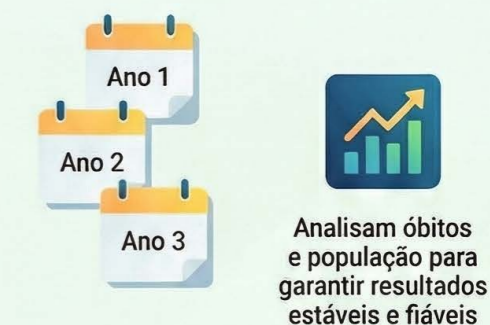 Ano 1
Ano 2
Ano 3
Analisam óbitos
e população para
garantir resultados
estáveis e fiáveis